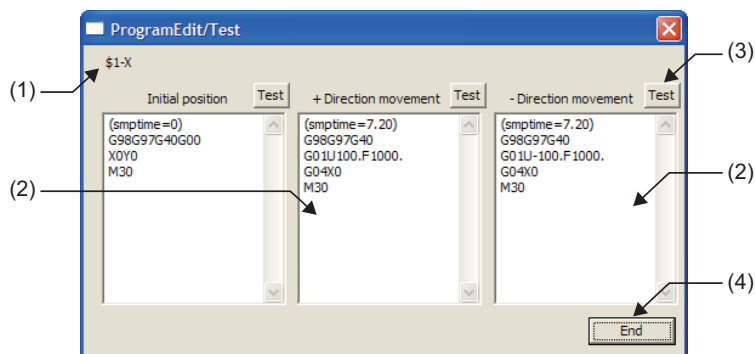 ProgramEdit/Test
$1-X
(1)
(3)
Initial position
Test
+ Direction movement
Test
- Direction movement
Test
(smptime=0)
G98G97G40G00
X0Y0
M30
(smptime=7.20)
G98G97G40
G01U100.F1000.
G04X0
M30
(smptime=7.20)
G98G97G40
G01U-100.F1000.
G04X0
M30
(2)
(2)
(4)
End